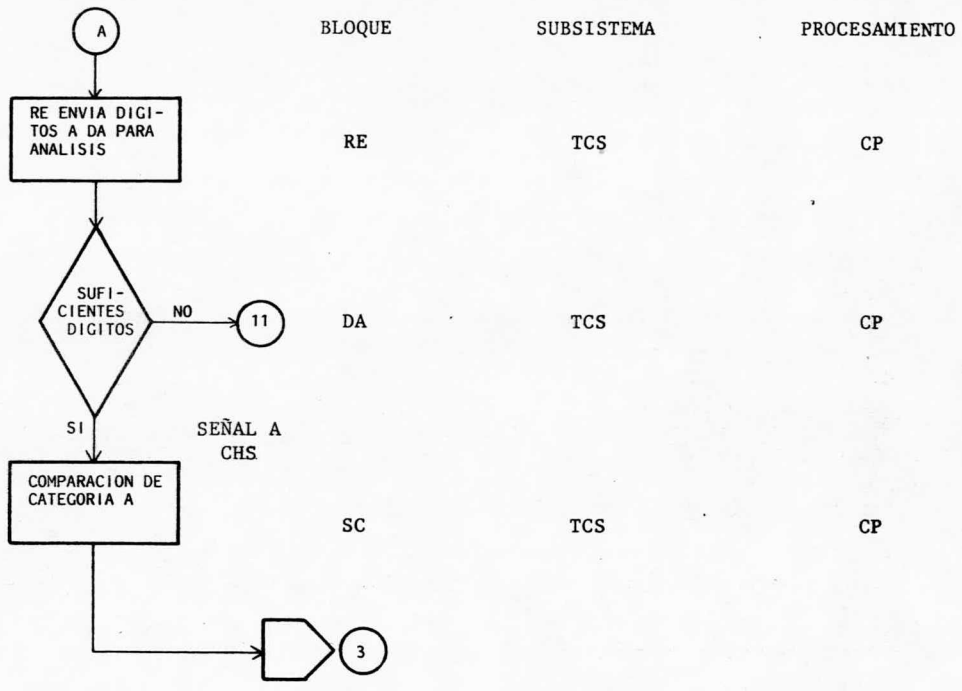 A
BLOQUE SUBSISTEMA PROCESAMIENTO
RE ENVIA DIGI-
TOS A DA PARA
ANALISIS
RE TCS CP
SUFI-
CIENTES
DIGITOS
NO
11
DA TCS CP
SI
SEÑAL A
CHS
COMPARACION DE
CATEGORIA A
SC TCS CP
3